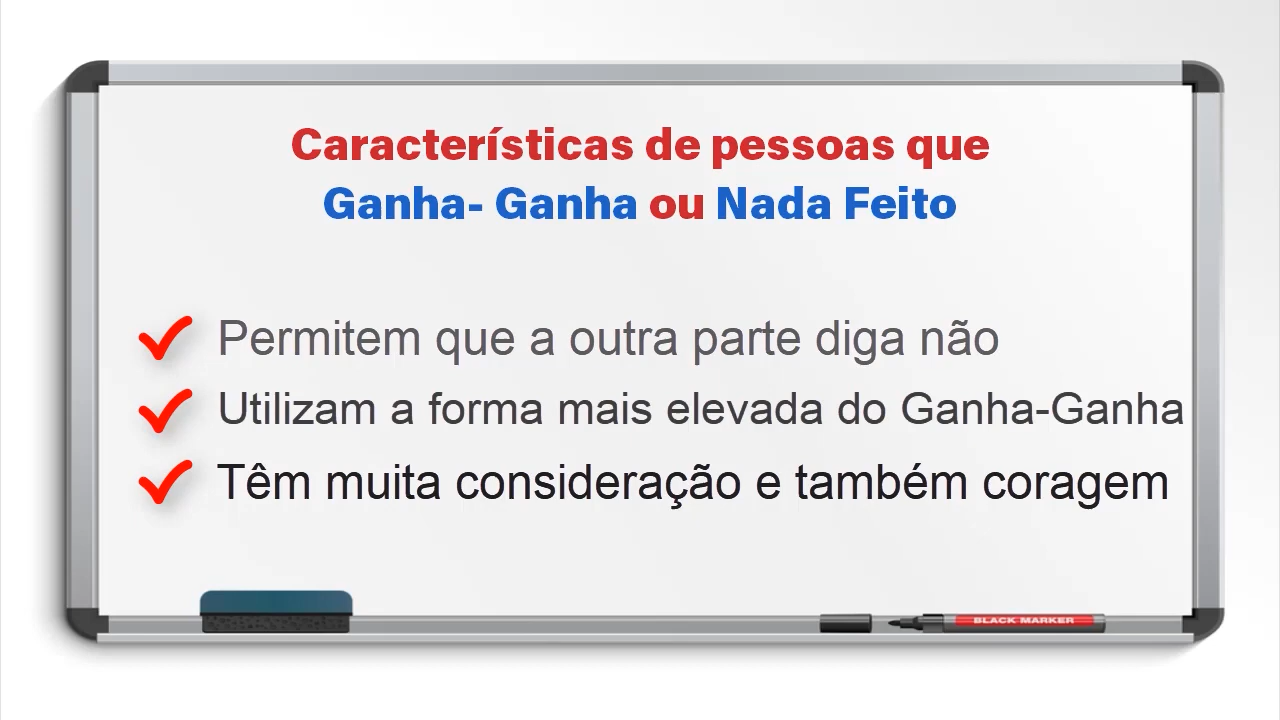 Características de pessoas que
Ganha- Ganha ou Nada Feito
Permitem que a outra parte diga não
Utilizam a forma mais elevada do Ganha-Ganha
Têm muita consideração e também coragem
BLACK MARKER